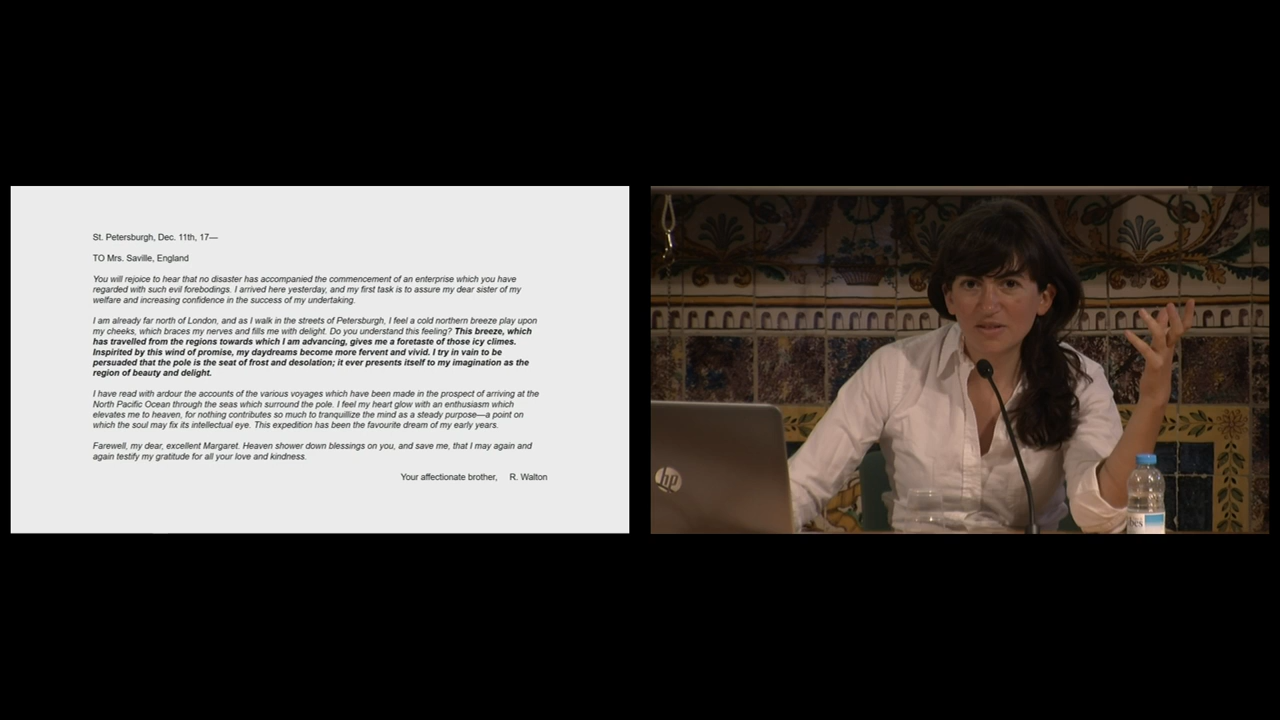 St. Petersburgh, Dec. 11th, 17—
TO Mrs. Saville, England
You will rejoice to hear that no disaster has accompanied the commencement of an enterprise which you have
regarded with such evil forebodings. I arrived here yesterday, and my first task is to assure my dear sister of my
welfare and increasing confidence in the success of my undertaking.
I am already far north of London, and as I walk in the streets of Petersburgh, I feel a cold northern breeze play upon
my cheeks, which braces my nerves and fills me with delight. Do you understand this feeling? This breeze, which
has travelled from the regions towards which I am advancing, gives me a foretaste of those icy climes.
Inspirited by this wind of promise, my daydreams become more fervent and vivid. I try in vain to be
persuaded that the pole is the seat of frost and desolation; it ever presents itself to my imagination as the
region of beauty and delight.
I have read with ardour the accounts of the various voyages which have been made in the prospect of arriving at the
North Pacific Ocean through the seas which surround the pole. I feel my heart glow with an enthusiasm which
elevates me to heaven, for nothing contributes so much to tranquillize the mind as a steady purpose—a point on
which the soul may fix its intellectual eye. This expedition has been the favourite dream of my early years.
Farewell, my dear, excellent Margaret. Heaven shower down blessings on you, and save me, that I may again and
again testify my gratitude for all your love and kindness.
Your affectionate brother, R. Walton
hp
bes